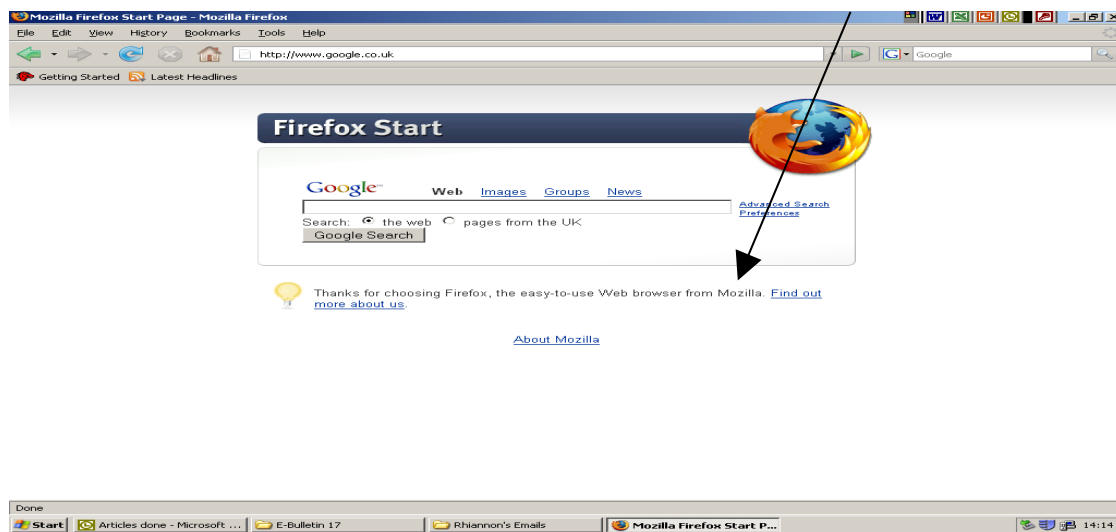 Mozilla Firefox Start Page - Mozilla Firefox
File Edit View History Bookmarks Tools Help
http://www.google.co.uk
Google
Getting Started Latest Headlines
Firefox Start
Google™ Web Images Groups News
Advanced Search
Preferences
Search: the web pages from the UK
Google Search
Thanks for choosing Firefox, the easy-to-use Web browser from Mozilla. Find out
more about us.
About Mozilla
Done
Start Articles done - Microsoft ... E-Bulletin 17 Rhiannon's Emails Mozilla Firefox Start P... 14:14